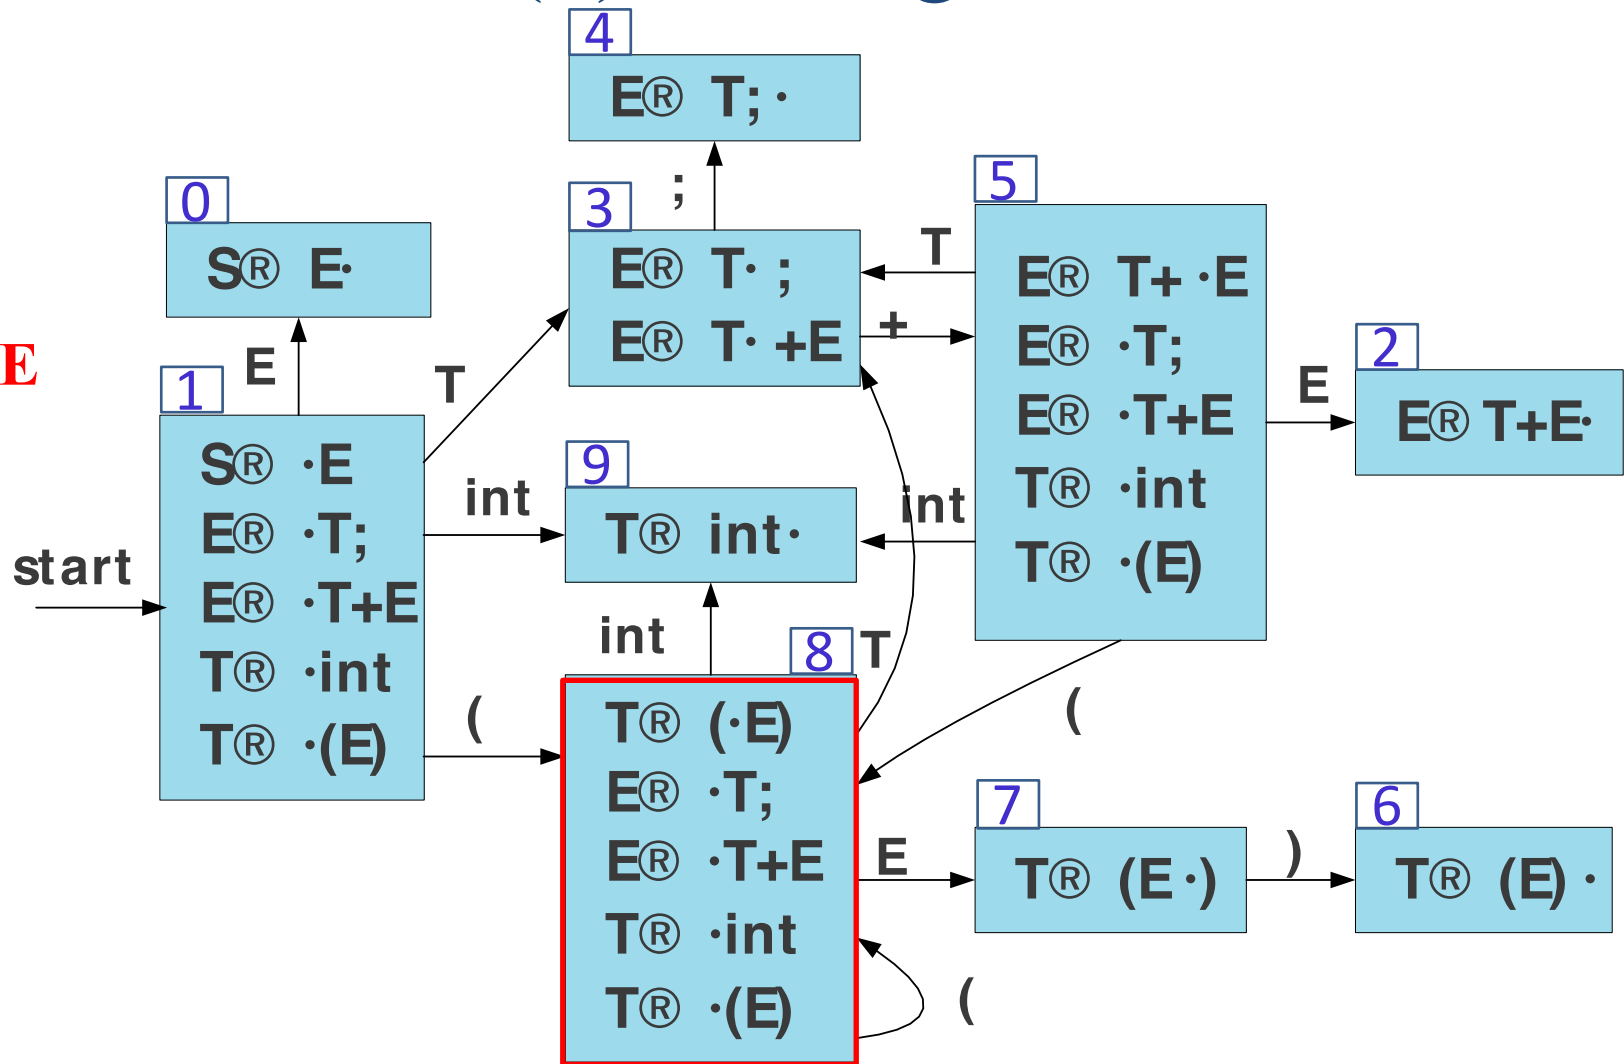 4
E® T; ·
;
0
S® E·
3
E® T· ;
E® T· +E
T
+
5
E® T+ ·E
E® ·T;
E® ·T+E
T® ·int
T® ·(E)
E
2
E® T+E·
E
E
T
1
S® ·E
E® ·T;
E® ·T+E
T® ·int
T® ·(E)
start
int
9
T® int·
int
int
(
8
T
T® (·E)
E® ·T;
E® ·T+E
T® ·int
T® ·(E)
(
(
E
7
T® (E ·)
)
6
T® (E) ·